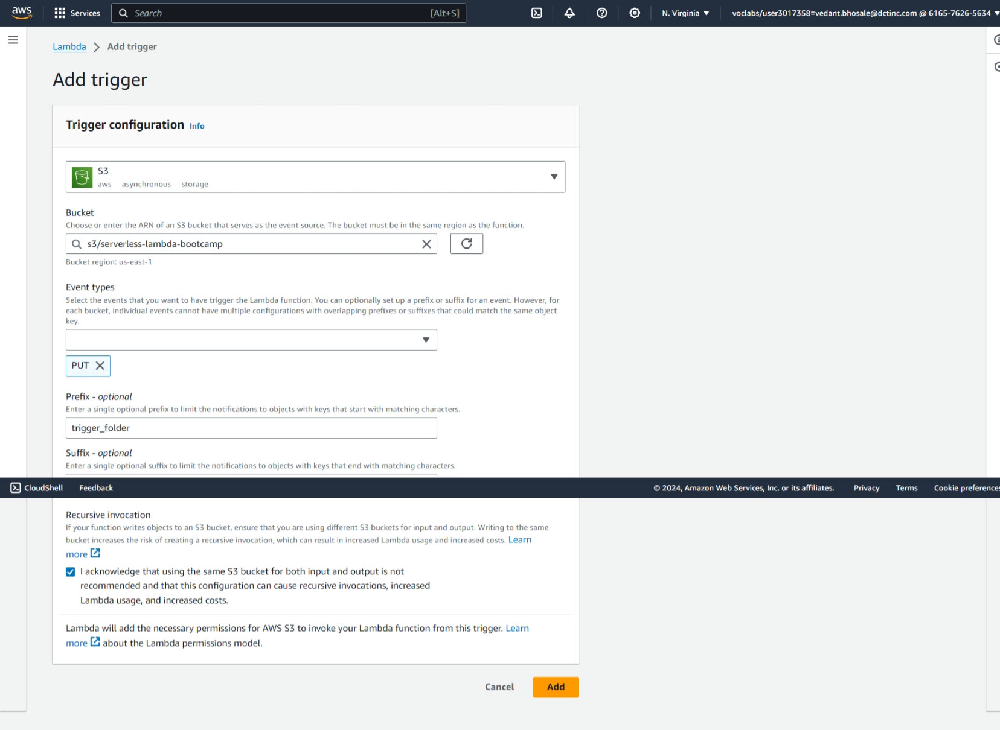 aws
Services
Search
[Alt+S]
N. Virginia
voclabs/user3017358=vedant.bhosale@dctinc.com @ 6165-7626-5634
Lambda
Add trigger
Add trigger
Trigger configuration
Info
S3
aws asynchronous storage
Bucket
Choose or enter the ARN of an S3 bucket that serves as the event source. The bucket must be in the same region as the function.
s3/serverless-lambda-bootcamp
Bucket region: us-east-1
Event types
Select the events that you want to have trigger the Lambda function. You can optionally set up a prefix or suffix for an event. However, for
each bucket, individual events cannot have multiple configurations with overlapping prefixes or suffixes that could match the same object
key.
PUT
Prefix - optional
Enter a single optional prefix to limit the notifications to objects with keys that start with matching characters.
trigger_folder
Suffix - optional
Enter a single optional suffix to limit the notifications to objects with keys that end with matching characters.
CloudShell
Feedback
© 2024, Amazon Web Services, Inc. or its affiliates.
Privacy
Terms
Cookie preferences
Recursive invocation
If your function writes objects to an S3 bucket, ensure that you are using different S3 buckets for input and output. Writing to the same
bucket increases the risk of creating a recursive invocation, which can result in increased Lambda usage and increased costs. Learn
more
I acknowledge that using the same S3 bucket for both input and output is not
recommended and that this configuration can cause recursive invocations, increased
Lambda usage, and increased costs.
Lambda will add the necessary permissions for AWS S3 to invoke your Lambda function from this trigger. Learn
more about the Lambda permissions model.
Cancel
Add